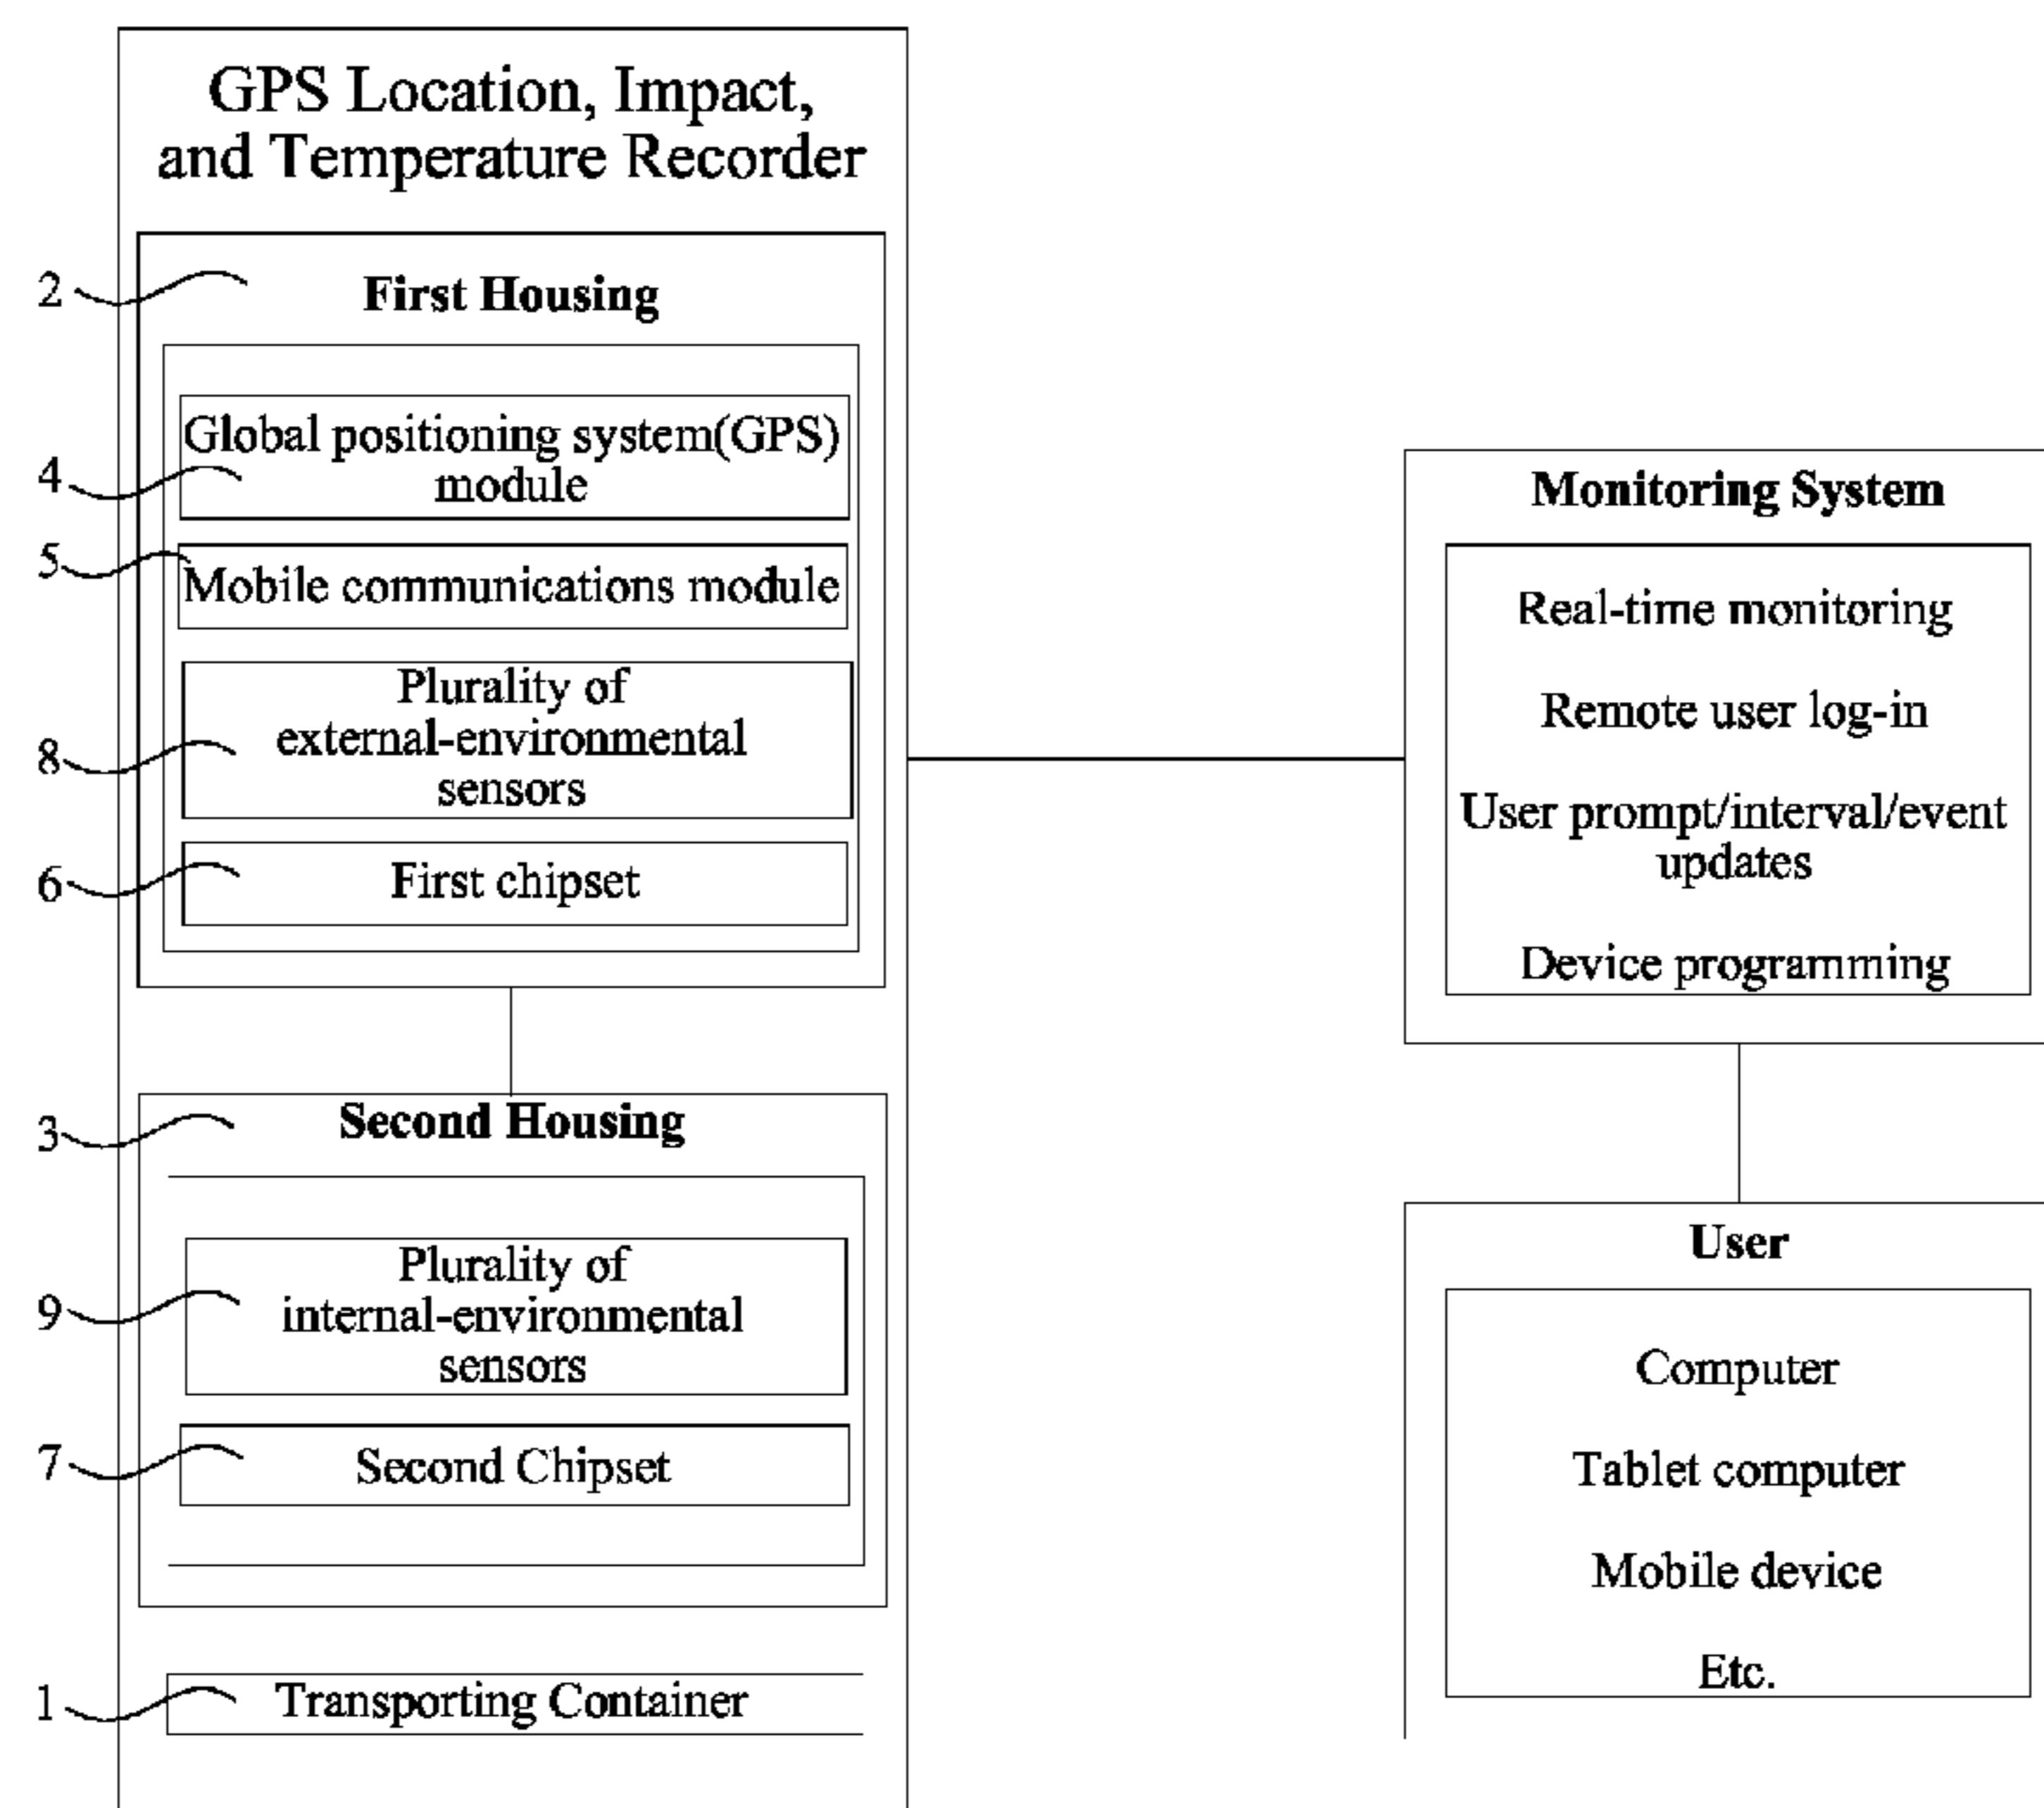 GPS Location, Impact,
and Temperature Recorder
2
First Housing
Global positioning system(GPS)
module
4
5
Mobile communications module
Plurality of
external-environmental
sensors
8
6
First chipset
3
Second Housing
Plurality of
internal-environmental
sensors
9
7
Second Chipset
1
Transporting Container
Monitoring System
Real-time monitoring
Remote user log-in
User prompt/interval/event
updates
Device programming
User
Computer
Tablet computer
Mobile device
Etc.